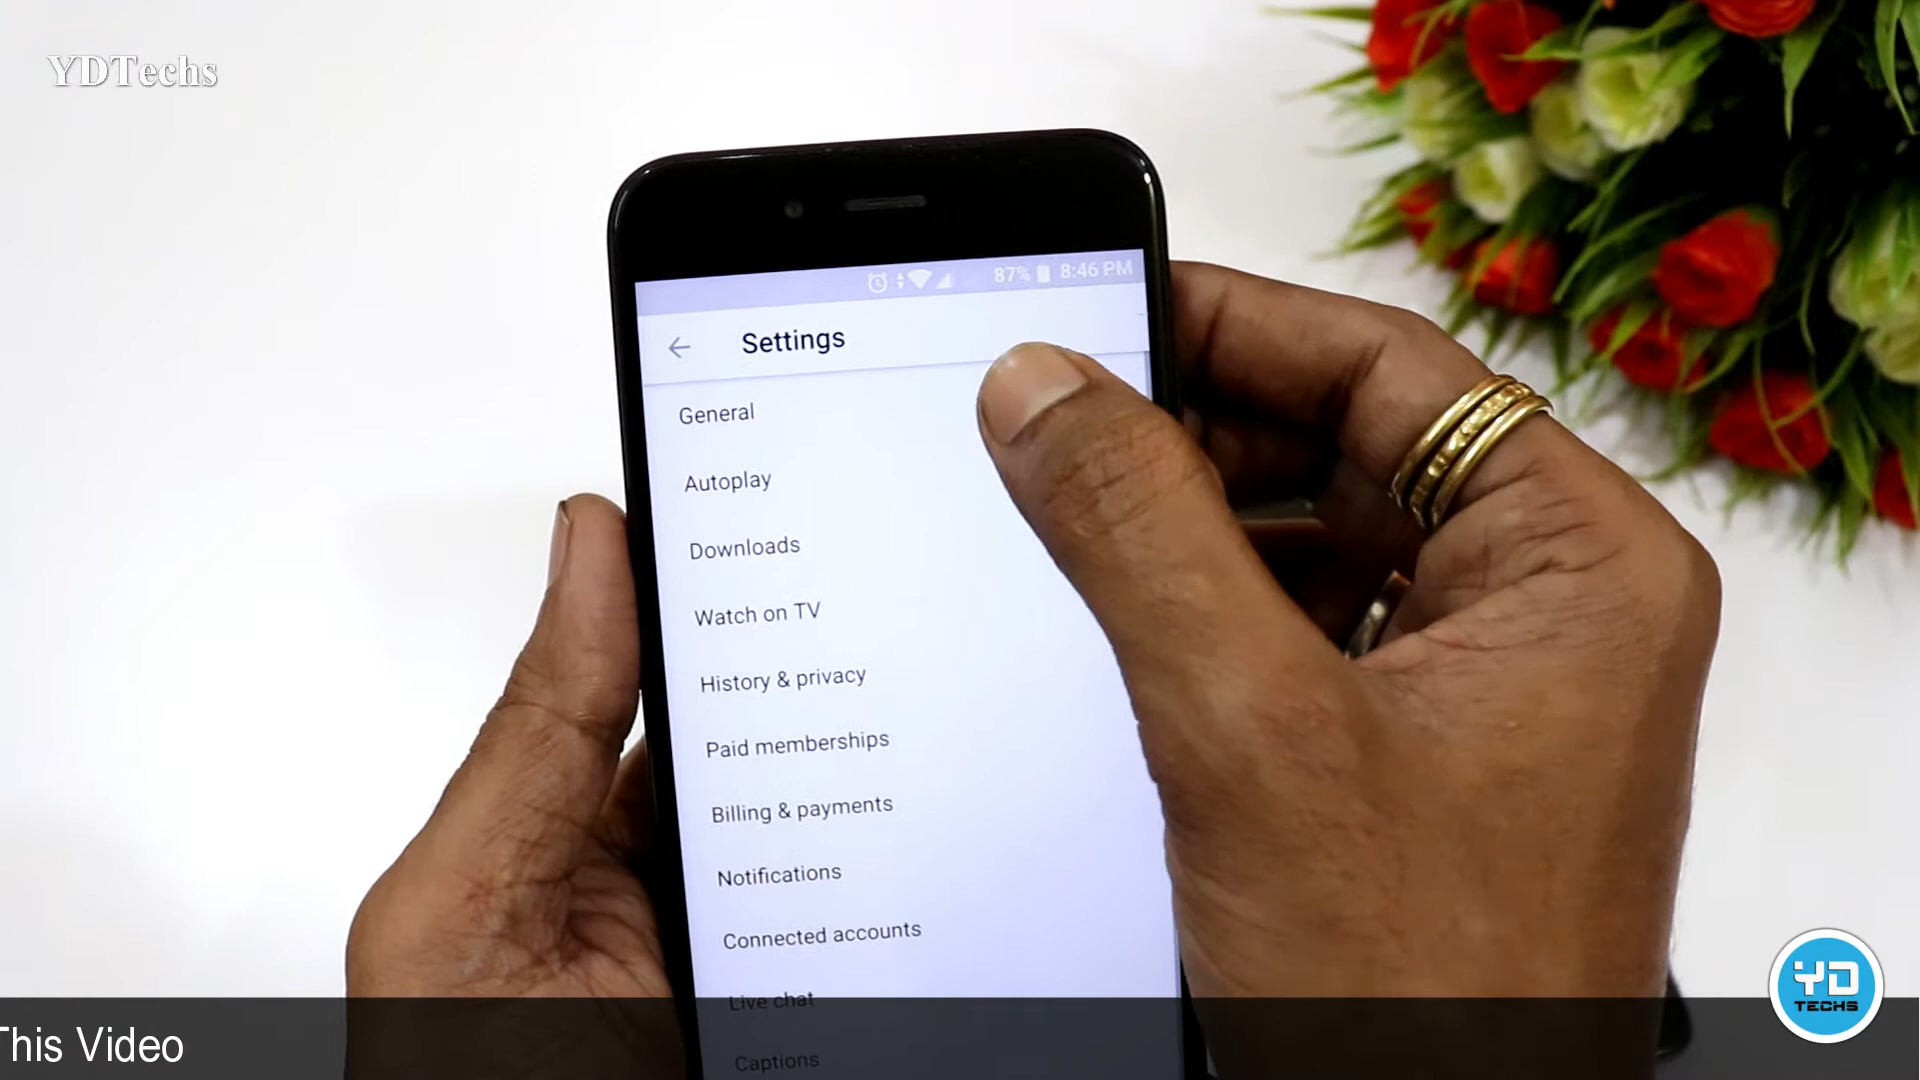 YDTechs
87% 8:46 PM
Settings
General
Autoplay
Downloads
Watch on TV
History & privacy
Paid memberships
Billing & payments
Notifications
Connected accounts
Live chat
Captions
This Video
YD
TECHS